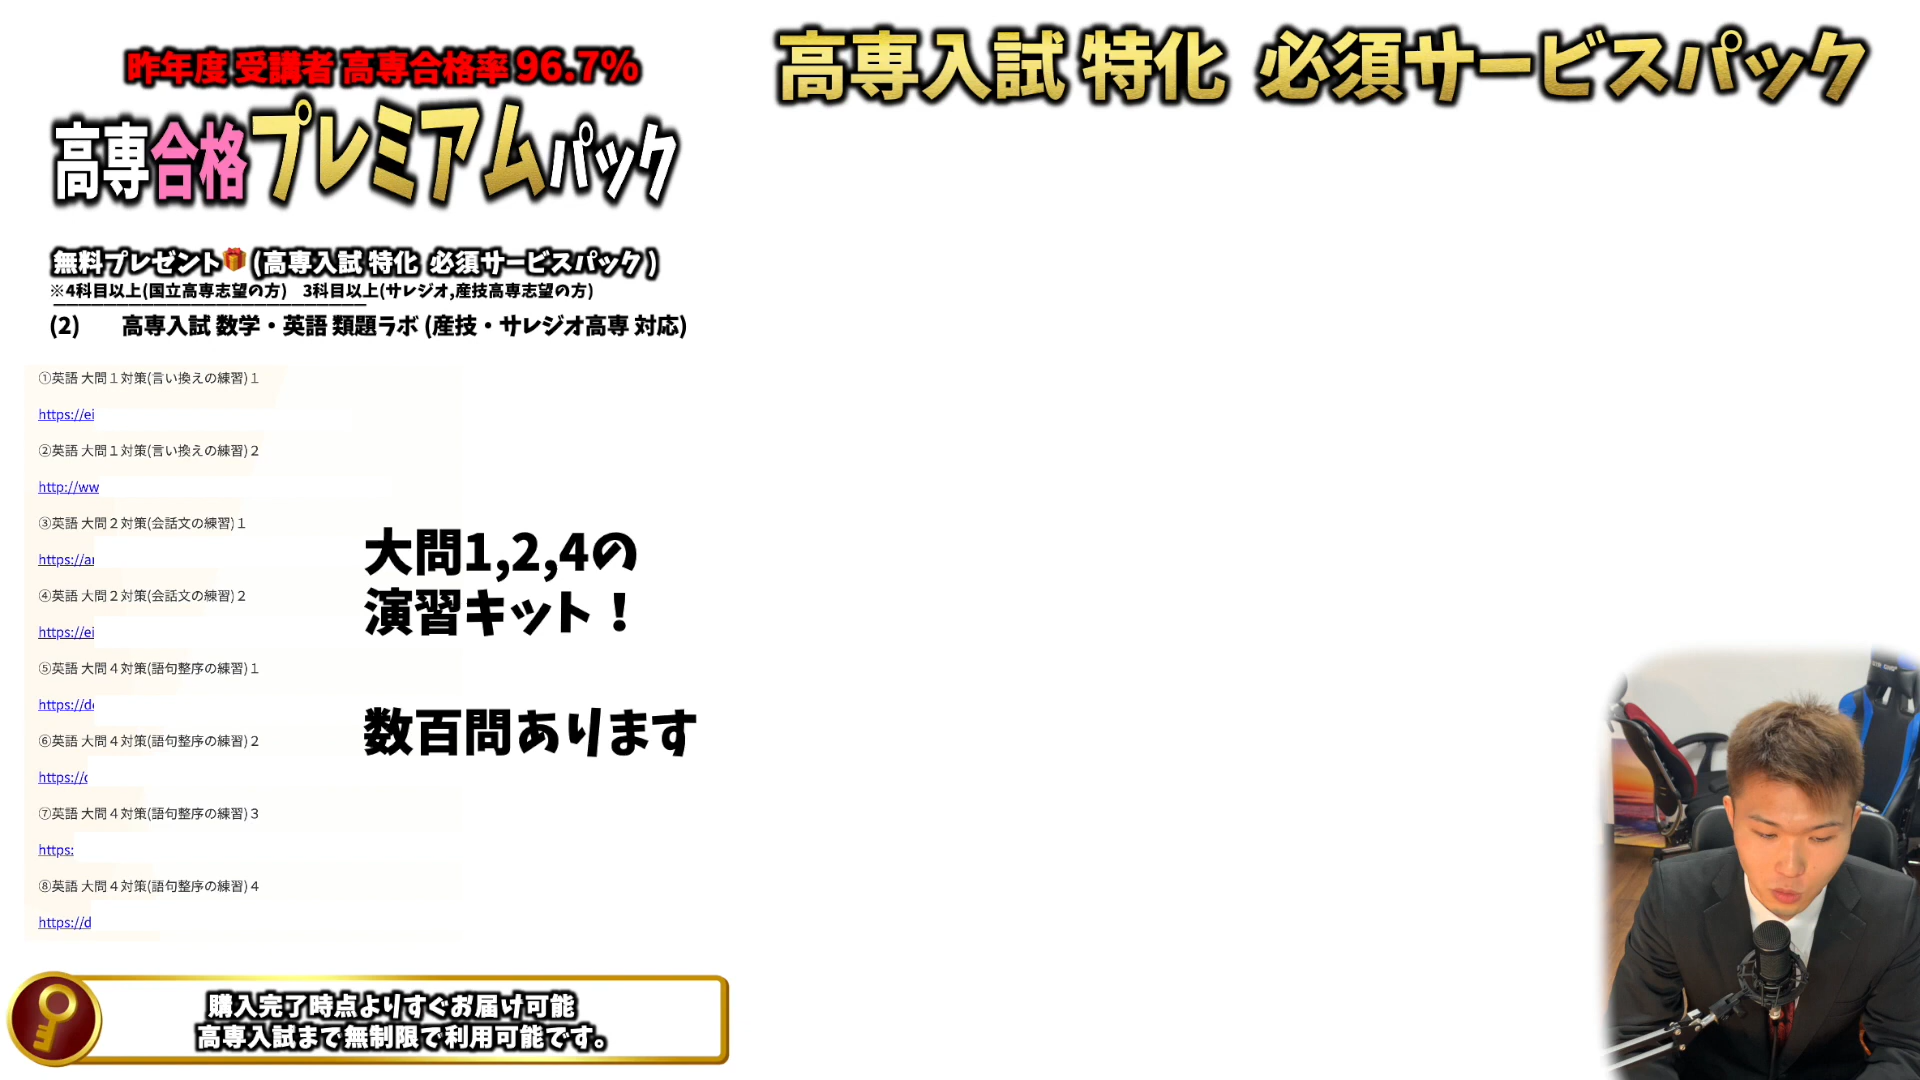 昨年度 受講者 高専合格率 96.7%
高専合格プレミアムパック
高専入試 特化 必須サービスパック
無料プレゼント🎁 (高専入試 特化 必須サービスパック )
※4科目以上(国立高専志望の方) 3科目以上(サレジオ,産技高専志望の方)
(2) 高専入試 数学・英語 類題ラボ (産技・サレジオ高専 対応)
①英語 大問１対策(言い換えの練習)１
https://ei
②英語 大問１対策(言い換えの練習)２
http://ww
③英語 大問２対策(会話文の練習)１
https://ar
④英語 大問２対策(会話文の練習)２
https://ei
⑤英語 大問４対策(語句整序の練習)１
https://d
⑥英語 大問４対策(語句整序の練習)２
https://
⑦英語 大問４対策(語句整序の練習)３
https:
⑧英語 大問４対策(語句整序の練習)４
https://d
大問1,2,4の
演習キット！
数百問あります
購入完了時点よりすぐお届け可能
高専入試まで無制限で利用可能です。